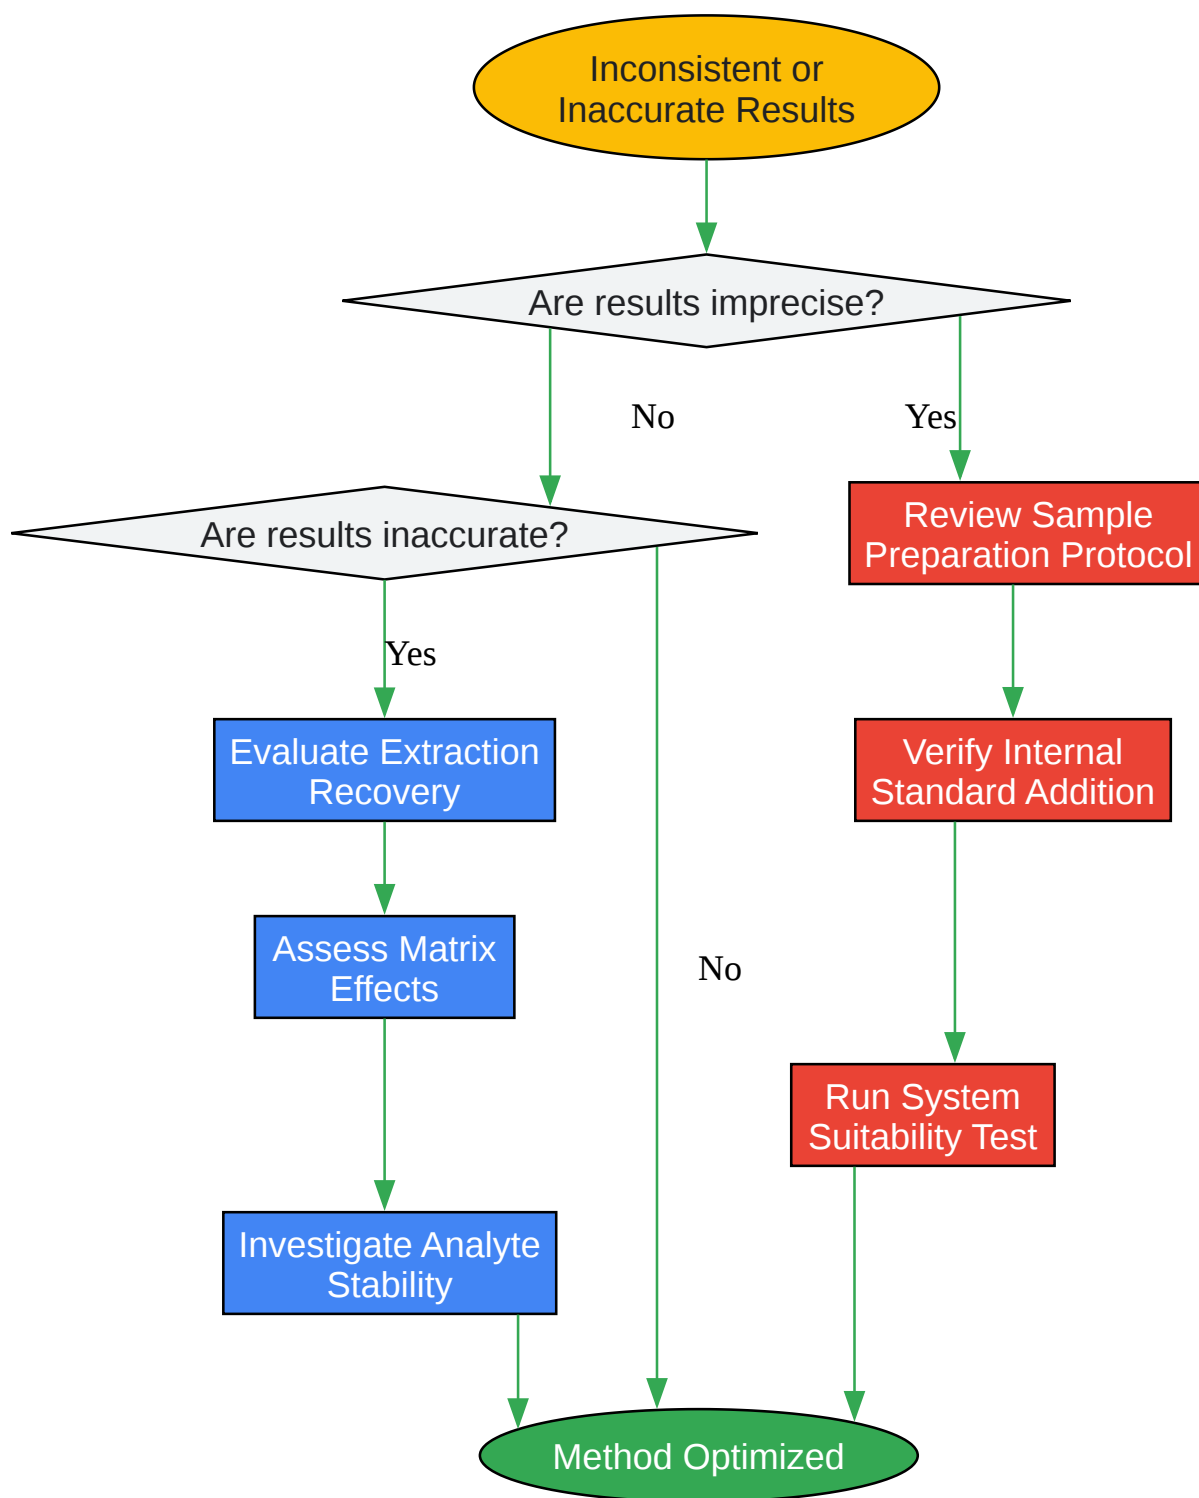 Inconsistent or
Inaccurate Results
Are results imprecise?
No
Yes
Are results inaccurate?
Review Sample
Preparation Protocol
Yes
Evaluate Extraction
Recovery
Verify Internal
Standard Addition
Assess Matrix
Effects
No
Run System
Suitability Test
Investigate Analyte
Stability
Method Optimized